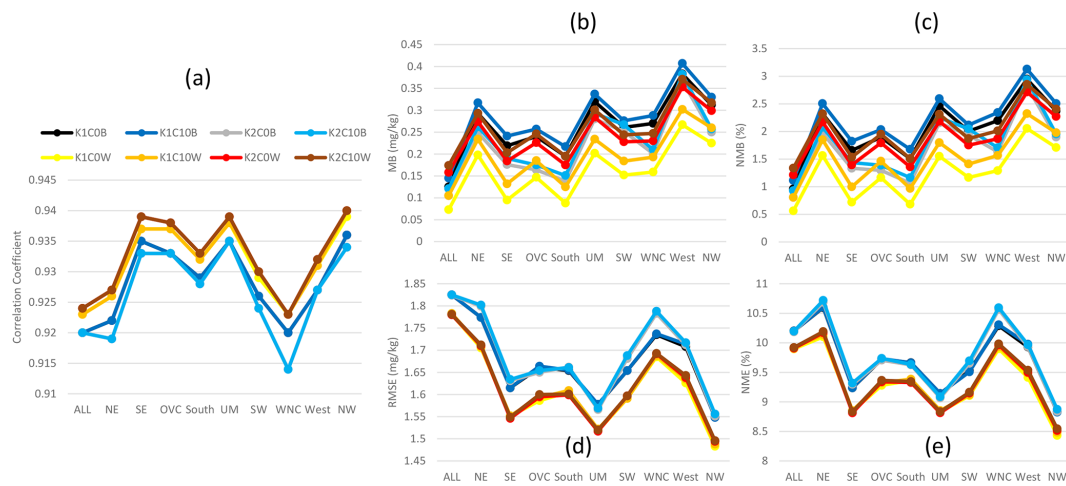 (a)
K1C0B K1C10B K2C0B K2C10B
K1C0W K1C10W K2C0W K2C10W
0.945
0.94
0.935
0.93
0.925
0.92
0.915
0.91
Correlation Coefficient
ALL NE SE OVC South UM SW WNC West NW
(b)
0.45
0.4
0.35
0.3
0.25
0.2
0.15
0.1
0.05
0
MB (mg/kg)
ALL NE SE OVC South UM SW WNC West NW
(c)
3.5
3
2.5
2
1.5
1
0.5
0
NMB (%)
ALL NE SE OVC South UM SW WNC West NW
1.85
1.8
1.75
1.7
1.65
1.6
1.55
1.5
1.45
RMSE (mg/kg)
(d)
ALL NE SE OVC South UM SW WNC West NW
11
10.5
10
9.5
9
8.5
8
NME (%)
(e)
ALL NE SE OVC South UM SW WNC West NW